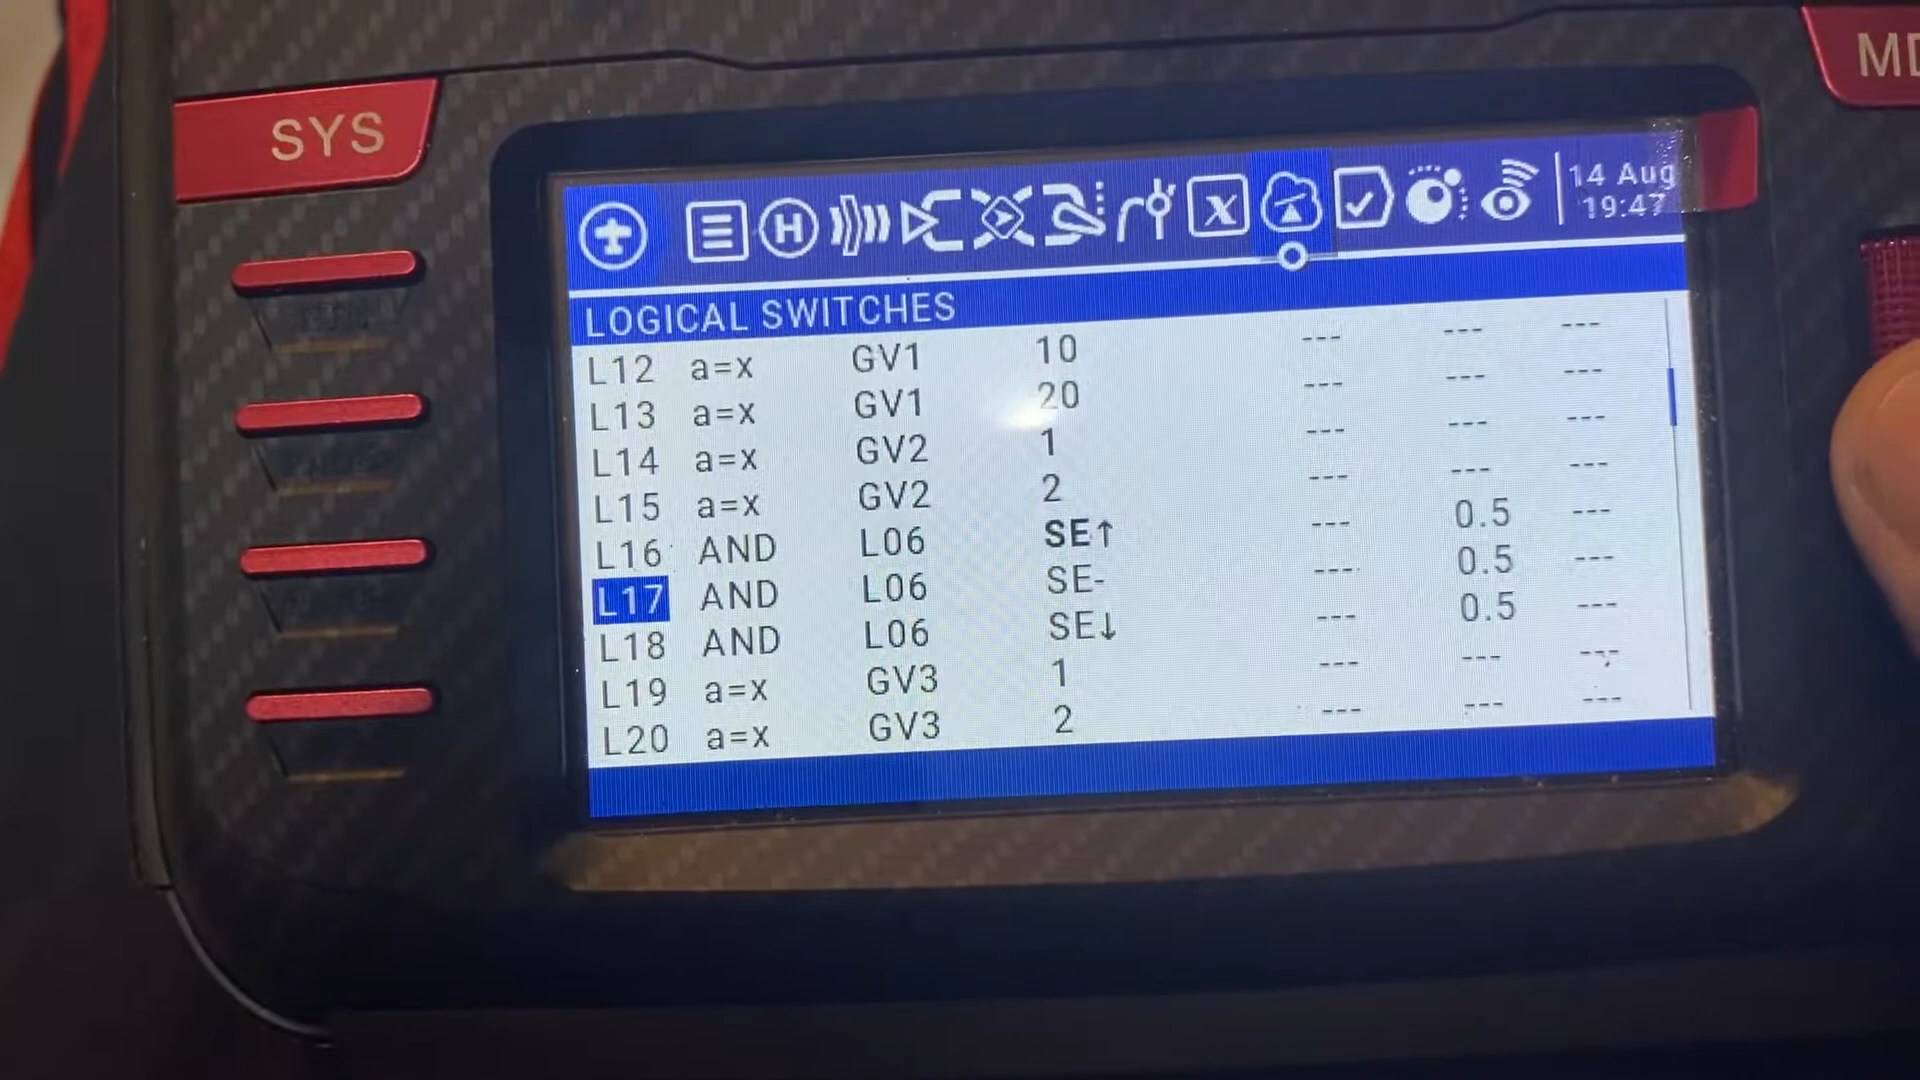 SYS
MD
14 Aug
19:47
LOGICAL SWITCHES
L12 a=x GV1 10 --- --- ---
L13 a=x GV1 20 --- --- ---
L14 a=x GV2 1 --- --- ---
L15 a=x GV2 2 --- --- ---
L16 AND L06 SE↑ --- 0.5 ---
L17 AND L06 SE- --- 0.5 ---
L18 AND L06 SE↓ --- 0.5 ---
L19 a=x GV3 1 --- --- ---
L20 a=x GV3 2 --- --- ---